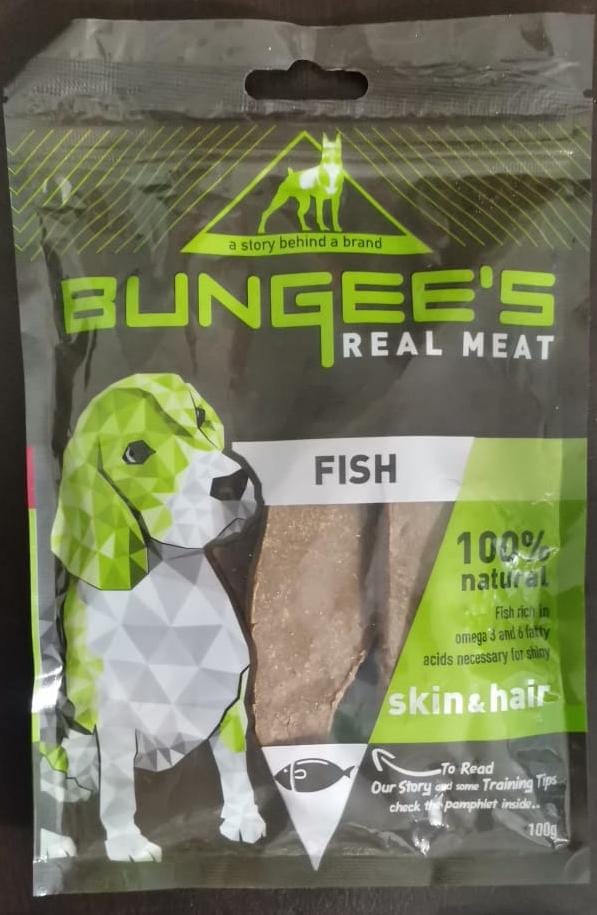 a story behind a brand
BUNGEE'S
REAL MEAT
FISH
100%
natural
Fish rich in
omega 3 and 6 fatty
acids necessary for shiny
skin & hair
To Read
Our Story and some Training Tips
check the pamphlet inside..
100g